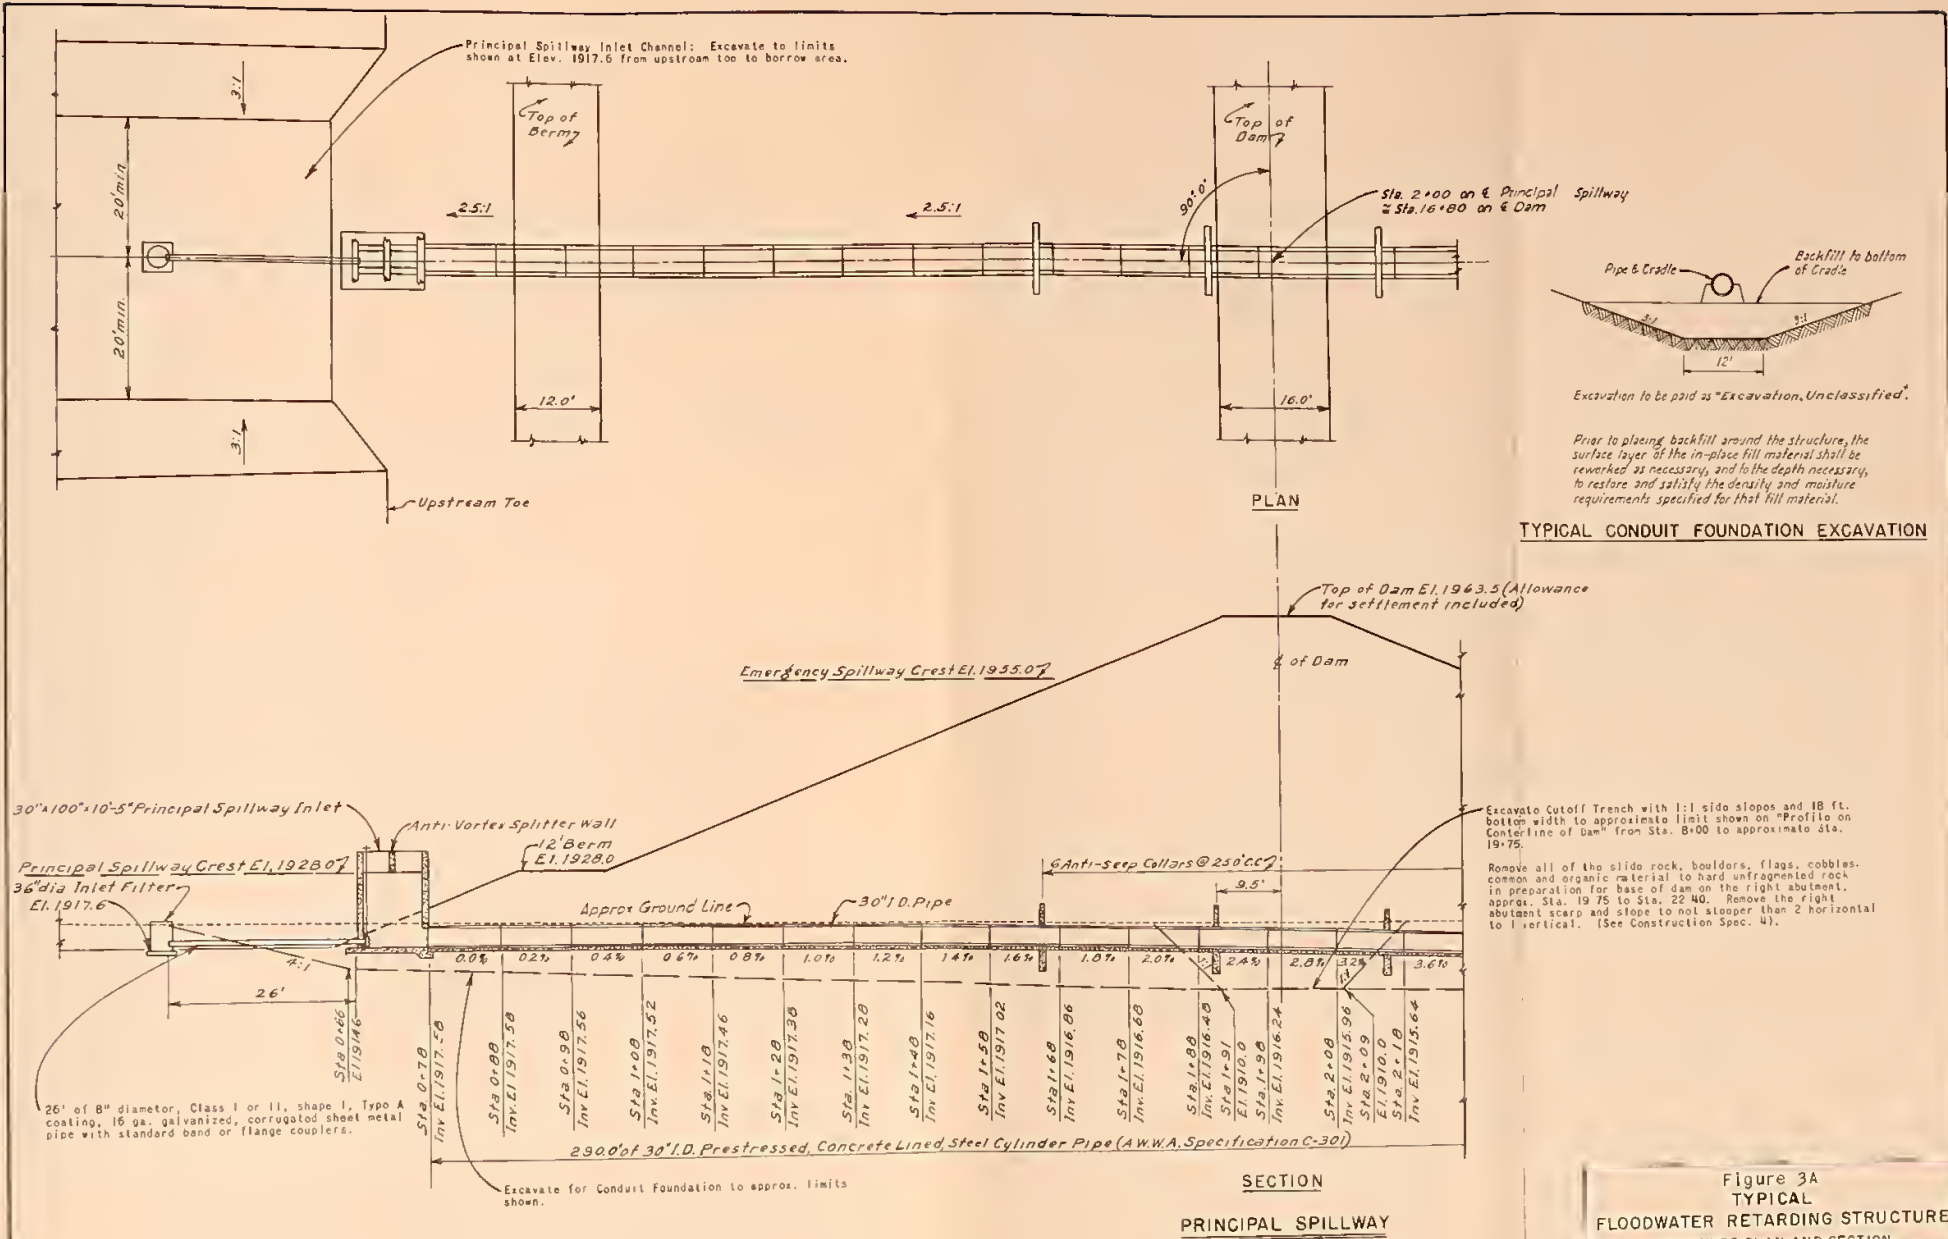 Principal Spillway Inlet Channel: Excavate to limits
shown at Elev. 1917.6 from upstream toe to borrow area.
3:1
20'min.
20'min.
3:1
Top of
Berm
2.5:1
2.5:1
12.0'
Upstream Toe
Top of
Dam
90°0'
16.0'
Sta. 2+00 on ℄ Principal Spillway
≅ Sta. 16+80 on ℄ Dam
PLAN
Pipe & Cradle
Backfill to bottom
of Cradle
3:1
3:1
12'
Excavation to be paid as "Excavation, Unclassified".
Prior to placing backfill around the structure, the
surface layer of the in-place fill material shall be
reworked as necessary, and to the depth necessary,
to restore and satisfy the density and moisture
requirements specified for that fill material.
TYPICAL CONDUIT FOUNDATION EXCAVATION
Top of Dam El. 1963.5 (Allowance
for settlement included)
℄ of Dam
Emergency Spillway Crest El. 1955.0
30"x100"x10'-5" Principal Spillway Inlet
Anti-Vortex Splitter Wall
12' Berm
El. 1928.0
Principal Spillway Crest El. 1928.0
36" dia Inlet Filter
El. 1917.6
Approx Ground Line
30" I.D. Pipe
6 Anti-Seep Collars @ 25.0' C.C.
9.5'
Excavate Cutoff Trench with 1:1 side slopes and 18 ft.
bottom width to approximate limit shown on "Profile on
Centerline of Dam" from Sta. 8+00 to approximate Sta.
19+75.
Remove all of the slide rock, boulders, flags, cobbles,
common and organic material to hard unfragmented rock
in preparation for base of dam on the right abutment,
approx. Sta. 19 75 to Sta. 22 40. Remove the right
abutment scarp and slope to not steeper than 2 horizontal
to 1 vertical. (See Construction Spec. 4).
4:1
26'
0.0%
0.2%
0.4%
0.6%
0.8%
1.0%
1.2%
1.4%
1.6%
1.8%
2.0%
1:1
2.4%
2.8%
3.2%
1:1
3.6%
Sta 0+66
El. 1914.6
Sta. 0+78
Inv El. 1917.58
Sta 0+88
Inv. El 1917.58
Sta. 0+98
Inv El. 1917.56
Sta 1+08
Inv. El. 1917.52
Sta. 1+18
Inv El. 1917.46
Sta 1+28
Inv El. 1917.38
Sta. 1+38
Inv El. 1917.28
Sta 1+48
Inv El. 1917.16
Sta 1+58
Inv El. 1917 02
Sta 1+68
Inv El. 1916.86
Sta 1+78
Inv El. 1916.68
Sta. 1+88
Inv. El. 1916.48
Sta 1+91
El. 1910.0
Sta. 1+98
Inv El. 1916.24
Sta. 2+08
Inv El. 1915.96
Sta. 2+09
El. 1910.0
Sta. 2+18
Inv El. 1915.64
26' of 8" diameter, Class I or II, shape 1, Type A
coating, 16 ga. galvanized, corrugated sheet metal
pipe with standard band or flange couplers.
290.0' of 30" I.D. Prestressed, Concrete Lined, Steel Cylinder Pipe (A.W.W.A. Specification C-301)
Excavate for Conduit Foundation to approx. limits
shown.
SECTION
PRINCIPAL SPILLWAY
Figure 3A
TYPICAL
FLOODWATER RETARDING STRUCTURE
PLAN AND SECTION